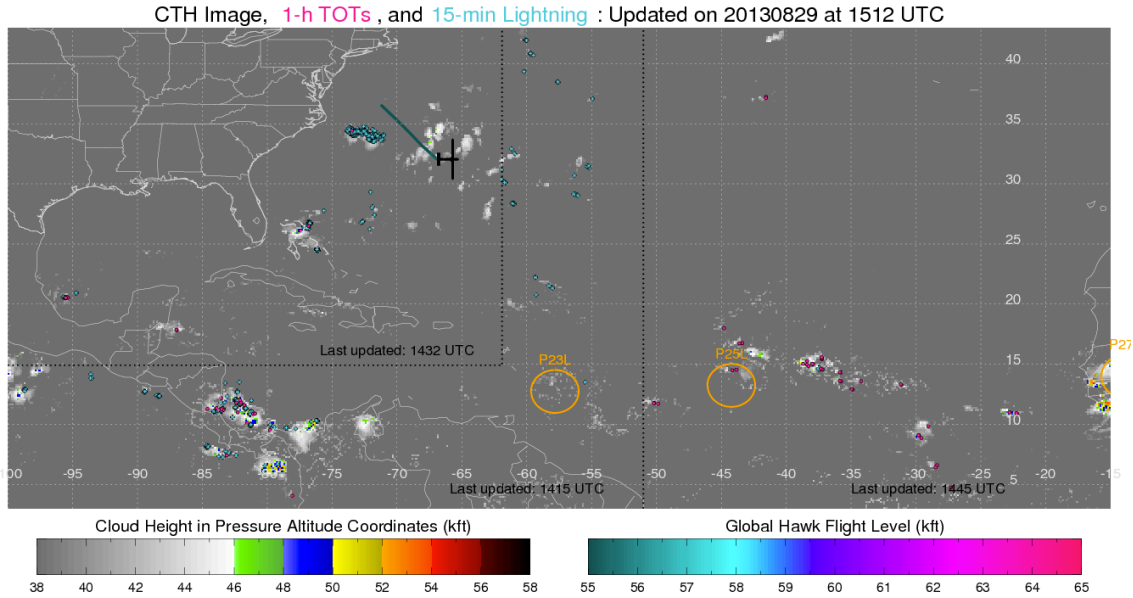 CTH Image, 1-h TOTs , and 15-min Lightning : Updated on 20130829 at 1512 UTC
40
35
30
25
20
Last updated: 1432 UTC
P23L
P25L
P27
15
10
-100 -95 -90 -85 -80 -75 -70 -65 -60 -55 -50 -45 -40 -35 -30 -25 -20 -15
Last updated: 1415 UTC
Last updated: 1445 UTC
5
Cloud Height in Pressure Altitude Coordinates (kft)
38 40 42 44 46 48 50 52 54 56 58
Global Hawk Flight Level (kft)
55 56 57 58 59 60 61 62 63 64 65